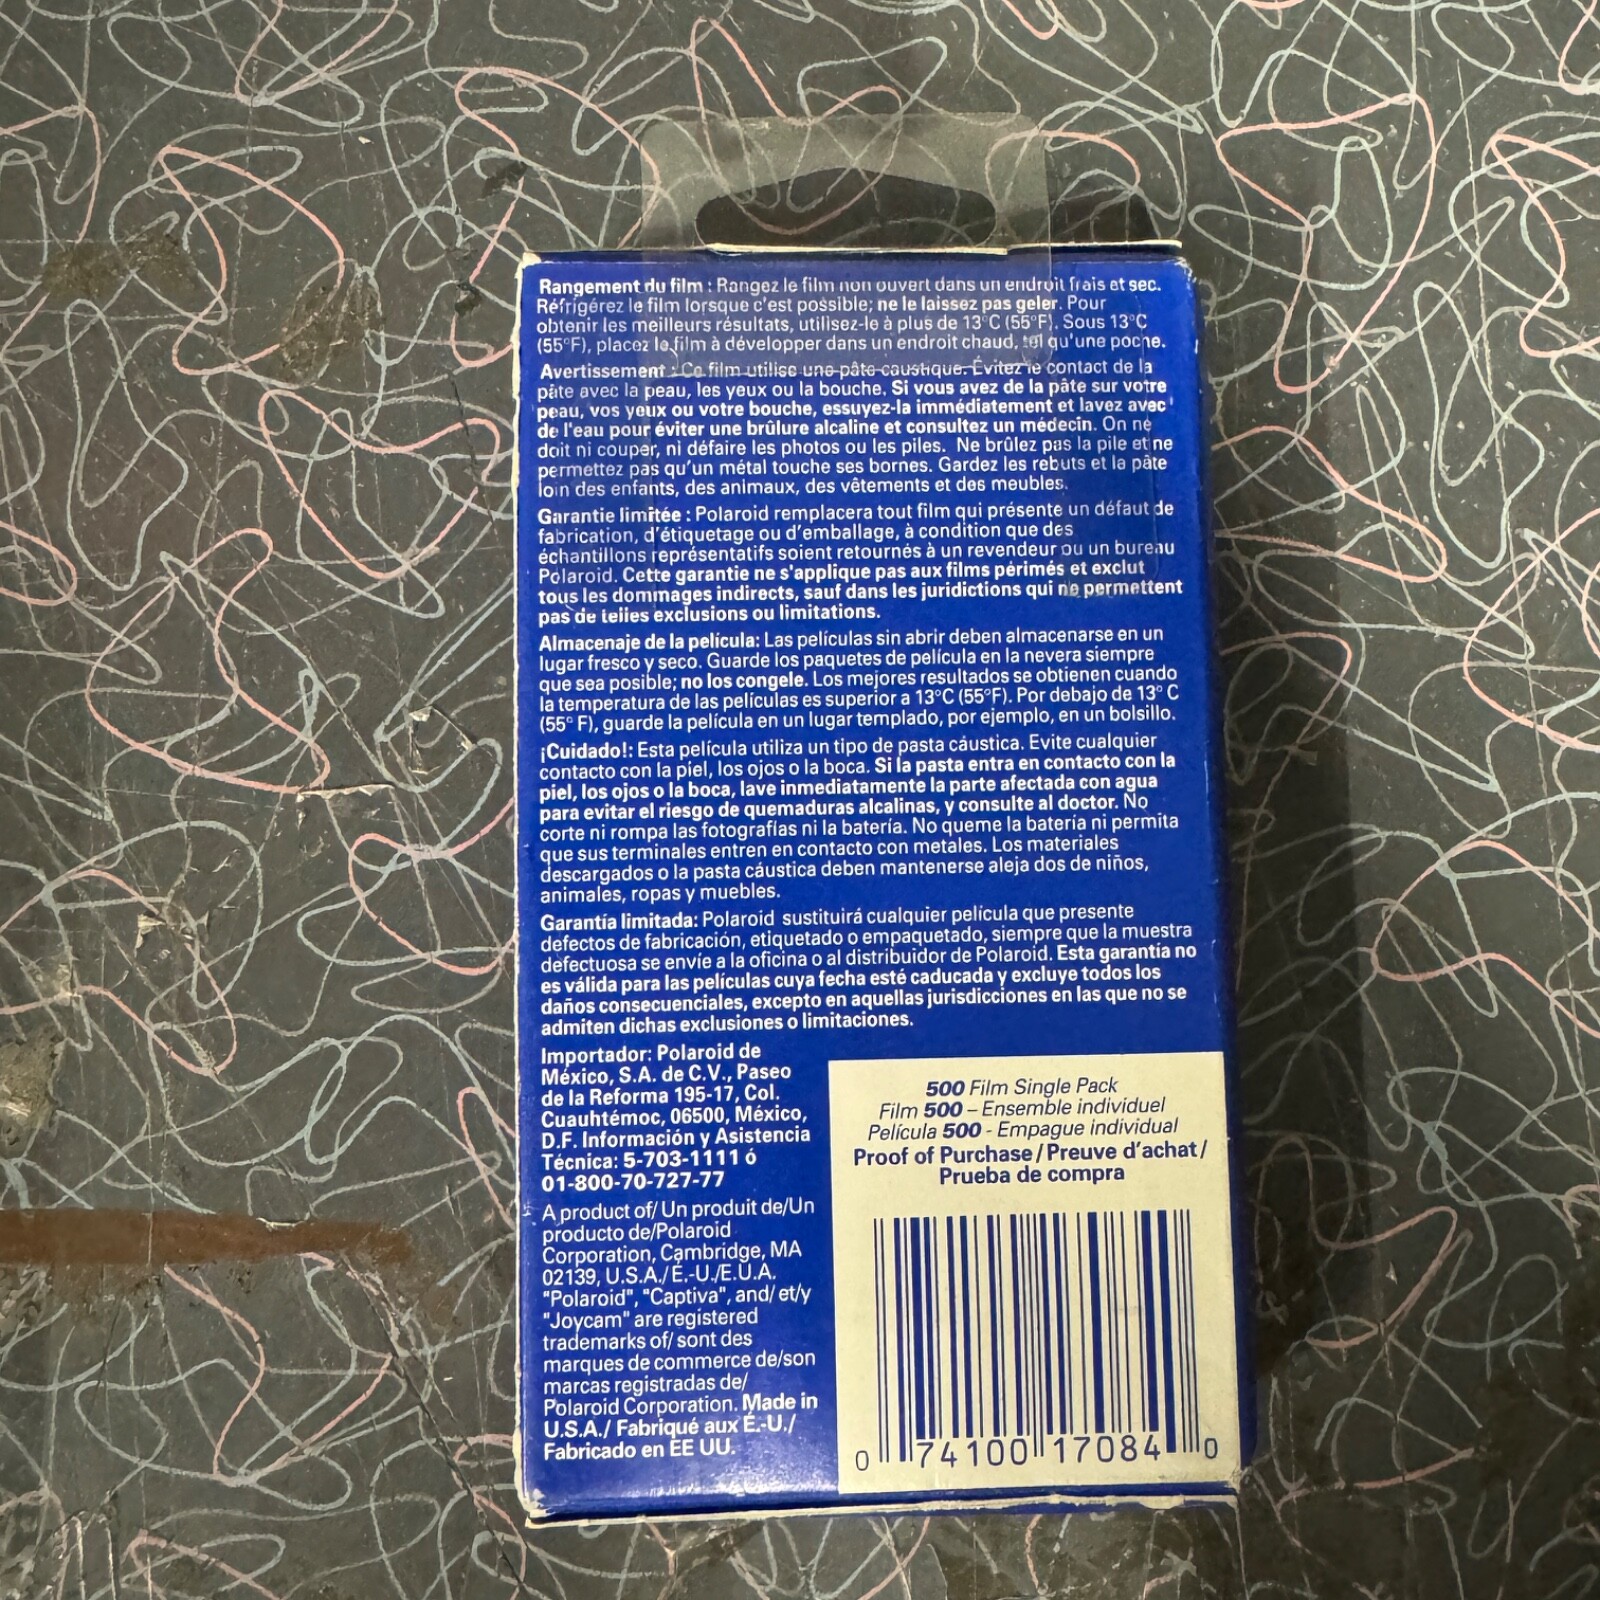 Rangement du film : Rangez le film non ouvert dans un endroit frais et sec.
Réfrigérez le film lorsque c'est possible; ne le laissez pas geler. Pour
obtenir les meilleurs résultats, utilisez-le à plus de 13°C (55°F). Sous 13°C
(55°F), placez le film à développer dans un endroit chaud, tel qu'une poche.
Avertissement : Ce film utilise une pâte caustique. Évitez le contact de la
pâte avec la peau, les yeux ou la bouche. Si vous avez de la pâte sur votre
peau, vos yeux ou votre bouche, essuyez-la immédiatement et lavez avec
de l'eau pour éviter une brûlure alcaline et consultez un médecin. On ne
doit ni couper, ni défaire les photos ou les piles. Ne brûlez pas la pile et ne
permettez pas qu'un métal touche ses bornes. Gardez les rebuts et la pâte
loin des enfants, des animaux, des vêtements et des meubles.
Garantie limitée : Polaroid remplacera tout film qui présente un défaut de
fabrication, d'étiquetage ou d'emballage, à condition que des
échantillons représentatifs soient retournés à un revendeur ou un bureau
Polaroid. Cette garantie ne s'applique pas aux films périmés et exclut
tous les dommages indirects, sauf dans les juridictions qui ne permettent
pas de telles exclusions ou limitations.
Almacenaje de la película: Las películas sin abrir deben almacenarse en un
lugar fresco y seco. Guarde los paquetes de película en la nevera siempre
que sea posible; no los congele. Los mejores resultados se obtienen cuando
la temperatura de las películas es superior a 13°C (55°F). Por debajo de 13° C
(55° F), guarde la película en un lugar templado, por ejemplo, en un bolsillo.
¡Cuidado!: Esta película utiliza un tipo de pasta cáustica. Evite cualquier
contacto con la piel, los ojos o la boca. Si la pasta entra en contacto con la
piel, los ojos o la boca, lave inmediatamente la parte afectada con agua
para evitar el riesgo de quemaduras alcalinas, y consulte al doctor. No
corte ni rompa las fotografías ni la batería. No queme la batería ni permita
que sus terminales entren en contacto con metales. Los materiales
descargados o la pasta cáustica deben mantenerse aleja dos de niños,
animales, ropas y muebles.
Garantía limitada: Polaroid sustituirá cualquier película que presente
defectos de fabricación, etiquetado o empaquetado, siempre que la muestra
defectuosa se envíe a la oficina o al distribuidor de Polaroid. Esta garantía no
es válida para las películas cuya fecha esté caducada y excluye todos los
daños consecuenciales, excepto en aquellas jurisdicciones en las que no se
admiten dichas exclusiones o limitaciones.
Importador: Polaroid de
México, S.A. de C.V., Paseo
de la Reforma 195-17, Col.
Cuauhtémoc, 06500, México,
D.F. Información y Asistencia
Técnica: 5-703-1111 ó
01-800-70-727-77
A product of/ Un produit de/Un
producto de/Polaroid
Corporation, Cambridge, MA
02139, U.S.A./É.-U./E.U.A.
"Polaroid", "Captiva", and/ et/y
"Joycam" are registered
trademarks of/ sont des
marques de commerce de/son
marcas registradas de/
Polaroid Corporation. Made in
U.S.A./ Fabriqué aux É.-U./
Fabricado en EE UU.
500 Film Single Pack
Film 500 – Ensemble individuel
Película 500 - Empague individual
Proof of Purchase/Preuve d'achat/
Prueba de compra
0 74100 17084 0